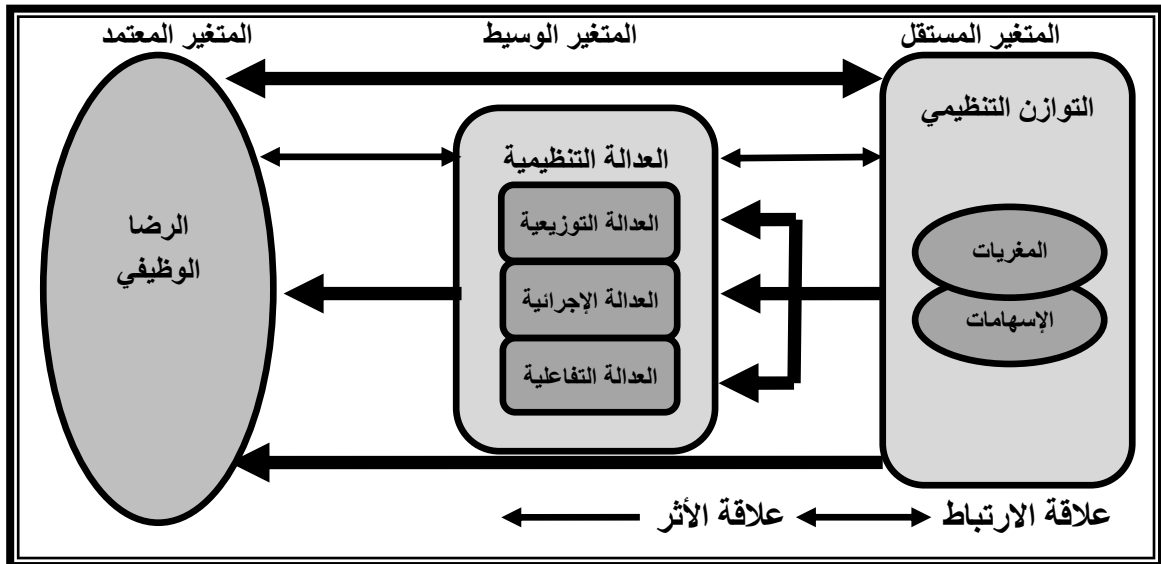 المتغير المستقل
المتغير الوسيط
المتغير المعتمد
التوازن التنظيمي
المغريات
الإسهامات
العدالة التنظيمية
العدالة التوزيعية
العدالة الإجرائية
العدالة التفاعلية
الرضا
الوظيفي
علاقة الارتباط
علاقة الأثر